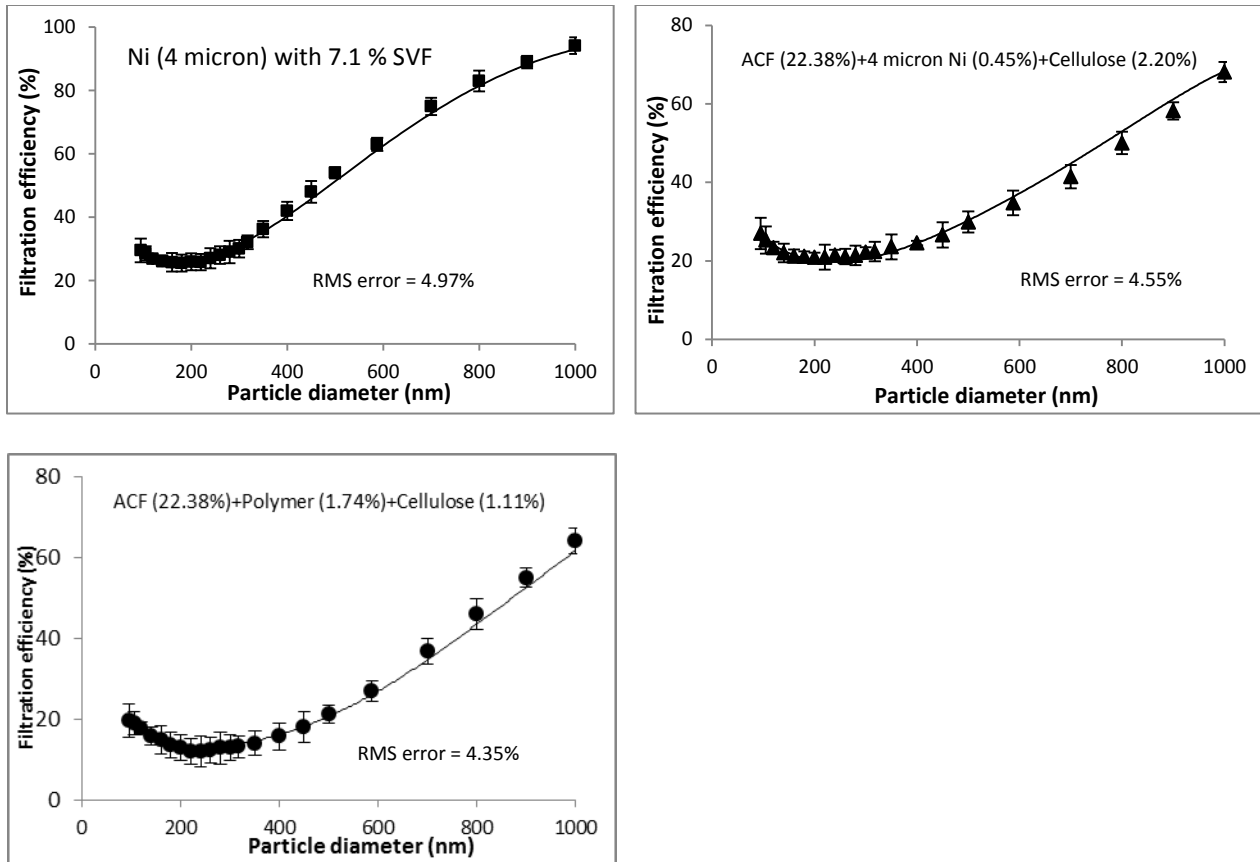 Ni (4 micron) with 7.1 % SVF
Filtration efficiency (%)
100
80
60
40
20
0
RMS error = 4.97%
0 200 400 600 800 1000
Particle diameter (nm)
ACF (22.38%)+4 micron Ni (0.45%)+Cellulose (2.20%)
Filtration efficiency (%)
80
60
40
20
0
RMS error = 4.55%
0 200 400 600 800 1000
Particle diameter (nm)
ACF (22.38%)+Polymer (1.74%)+Cellulose (1.11%)
Filtration efficiency (%)
80
60
40
20
0
RMS error = 4.35%
0 200 400 600 800 1000
Particle diameter (nm)